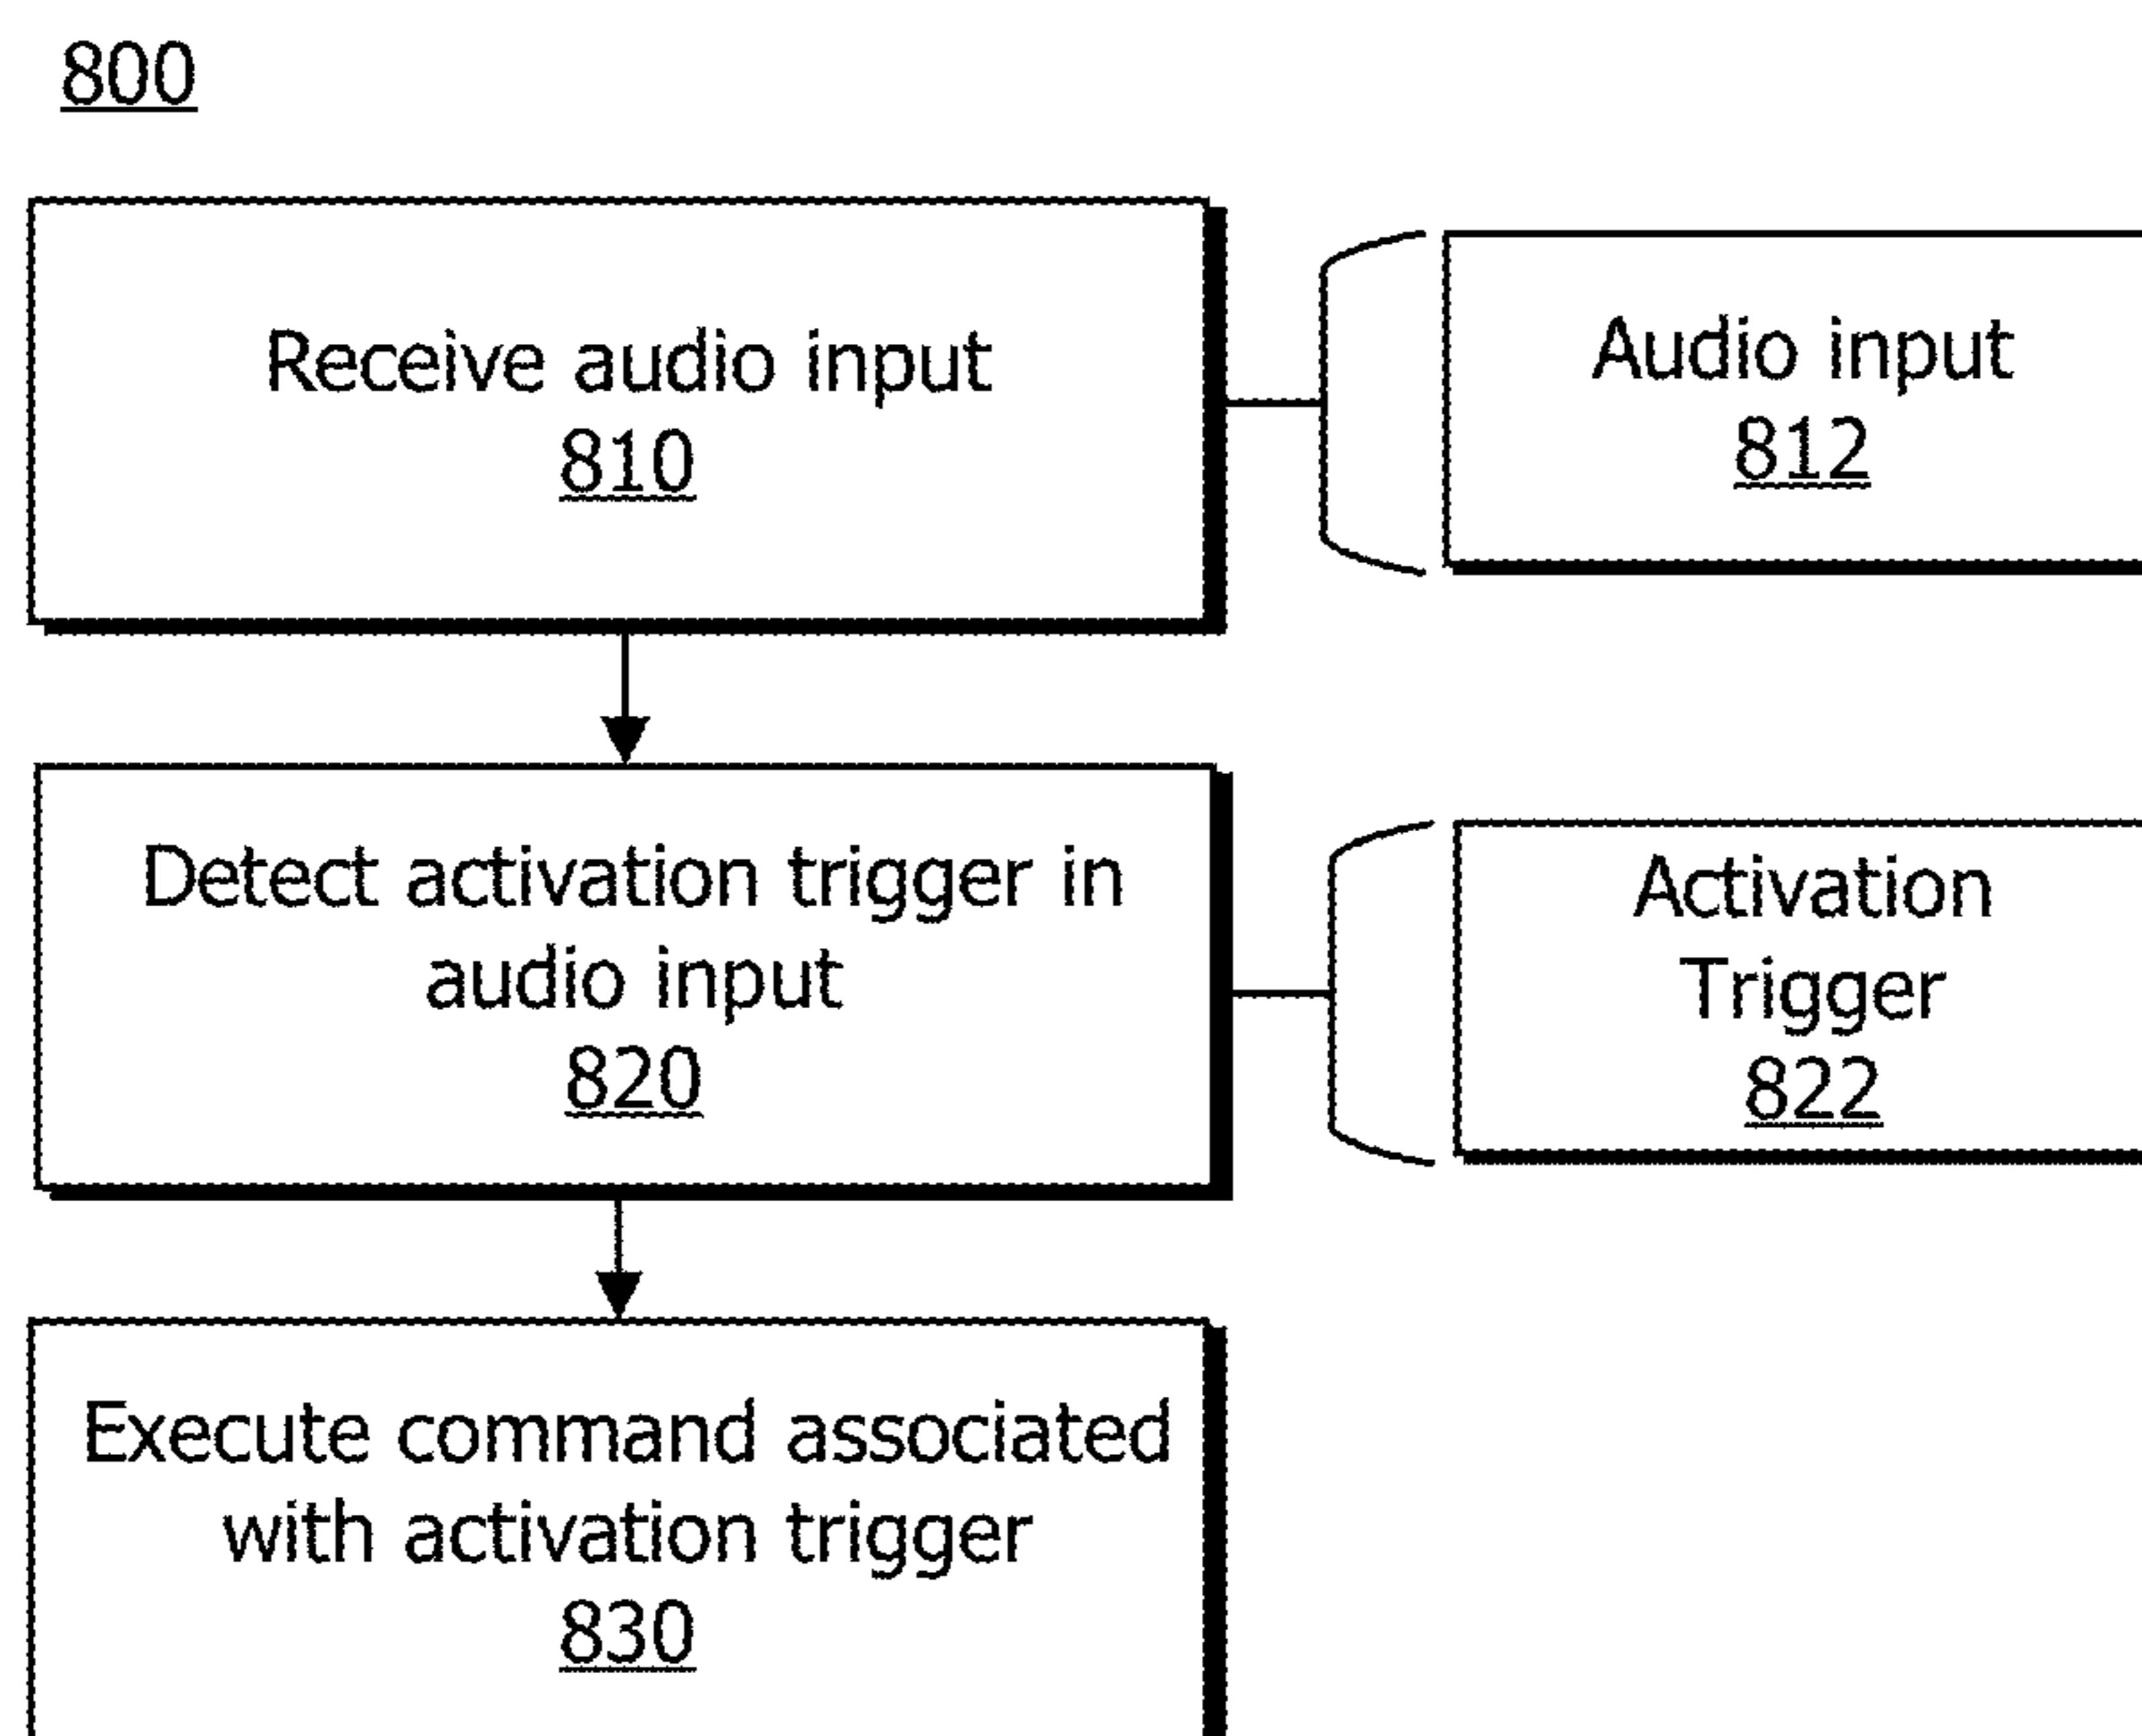 800
Receive audio input
810
Audio input
812
Detect activation trigger in
audio input
820
Activation
Trigger
822
Execute command associated
with activation trigger
830